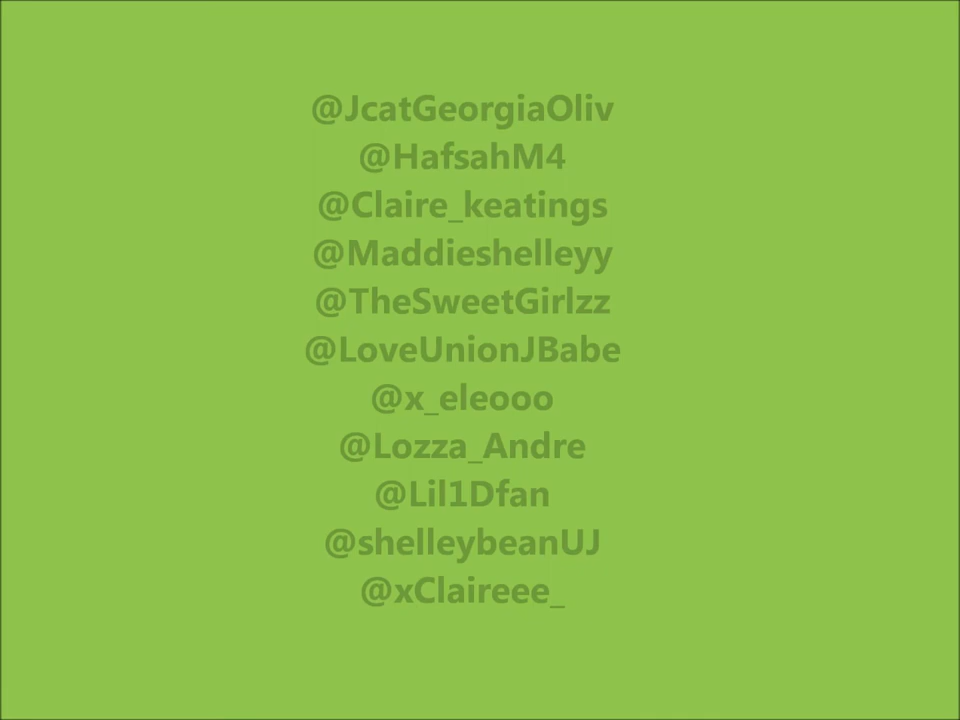 @JcatGeorgiaOliv
@HafsahM4
@Claire_keatings
@Maddieshelleyy
@TheSweetGirlzz
@LoveUnionJBabe
@x_eleooo
@Lozza_Andre
@Lil1Dfan
@shelleybeanUJ
@xClaireee_